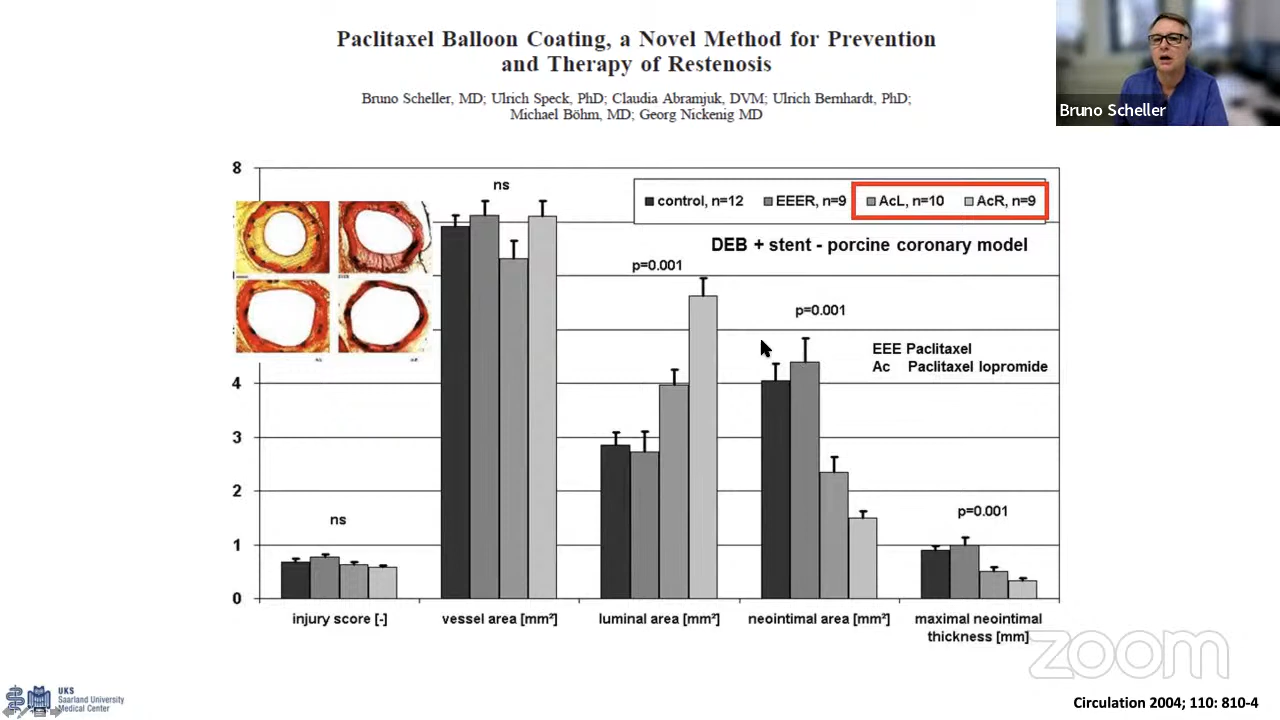 Paclitaxel Balloon Coating, a Novel Method for Prevention
and Therapy of Restenosis
Bruno Scheller, MD; Ulrich Speck, PhD; Claudia Abramjuk, DVM; Ulrich Bernhardt, PhD;
Michael Böhm, MD; Georg Nickenig MD
Bruno Scheller
8
ns
control, n=12 EEER, n=9 AcL, n=10 AcR, n=9
DEB + stent - porcine coronary model
p=0.001
p=0.001
EEE Paclitaxel
Ac Paclitaxel Iopromide
4
3
2
ns
p=0.001
1
0
injury score [-] vessel area [mm²] luminal area [mm²] neointimal area [mm²] maximal neointimal
thickness [mm]
zoom
UKS
Saarland University
Medical Center
Circulation 2004; 110: 810-4